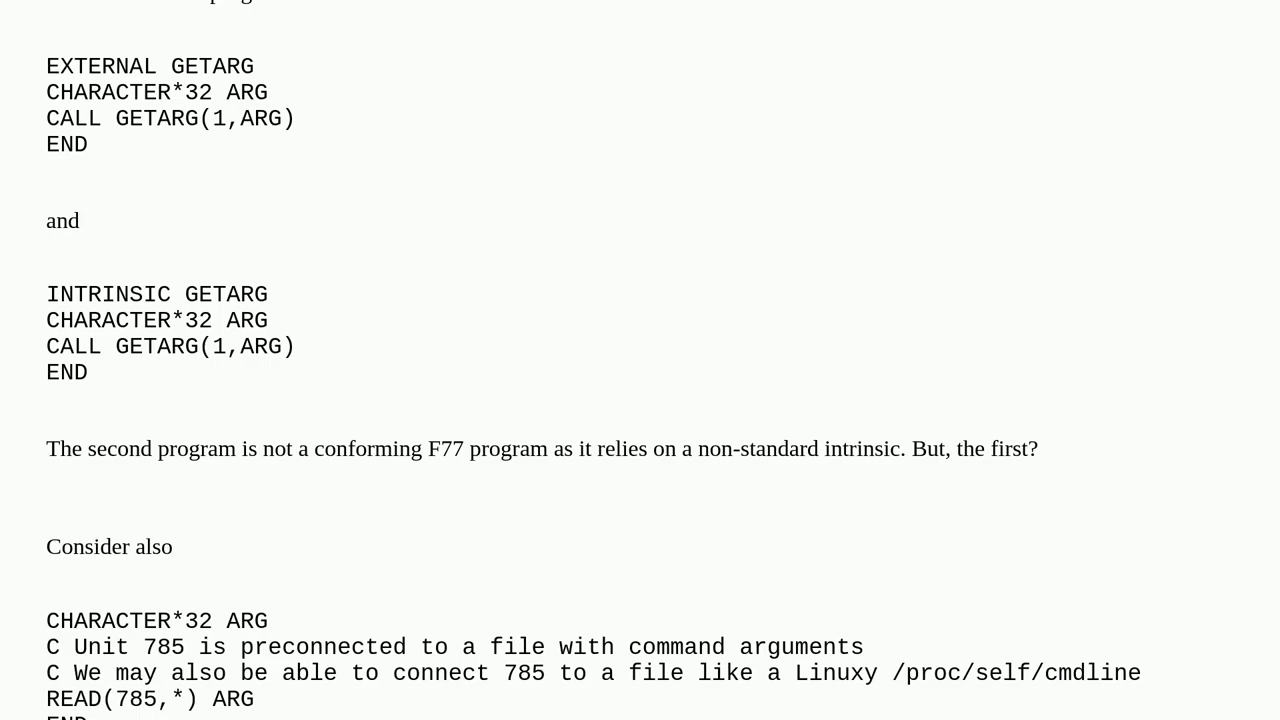 EXTERNAL GETARG
CHARACTER*32 ARG
CALL GETARG(1,ARG)
END
and
INTRINSIC GETARG
CHARACTER*32 ARG
CALL GETARG(1,ARG)
END
The second program is not a conforming F77 program as it relies on a non-standard intrinsic. But, the first?
Consider also
CHARACTER*32 ARG
C Unit 785 is preconnected to a file with command arguments
C We may also be able to connect 785 to a file like a Linuxy /proc/self/cmdline
READ(785,*) ARG
END